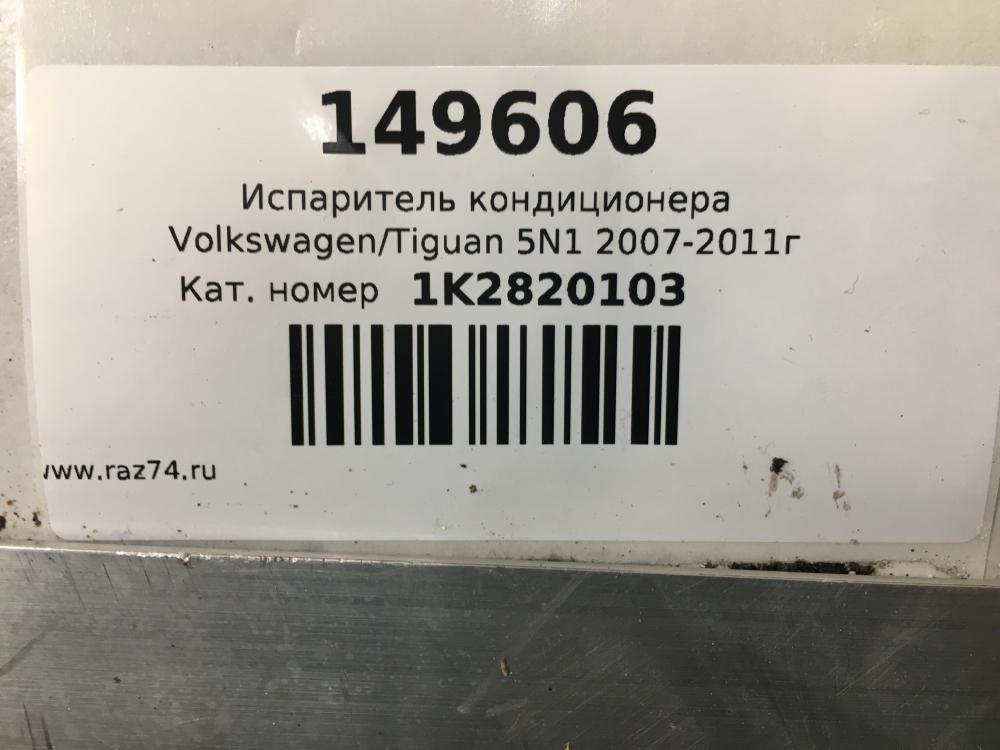 149606
Испаритель кондиционера
Volkswagen/Tiguan 5N1 2007-2011г
Кат. номер 1K2820103
www.raz74.ru